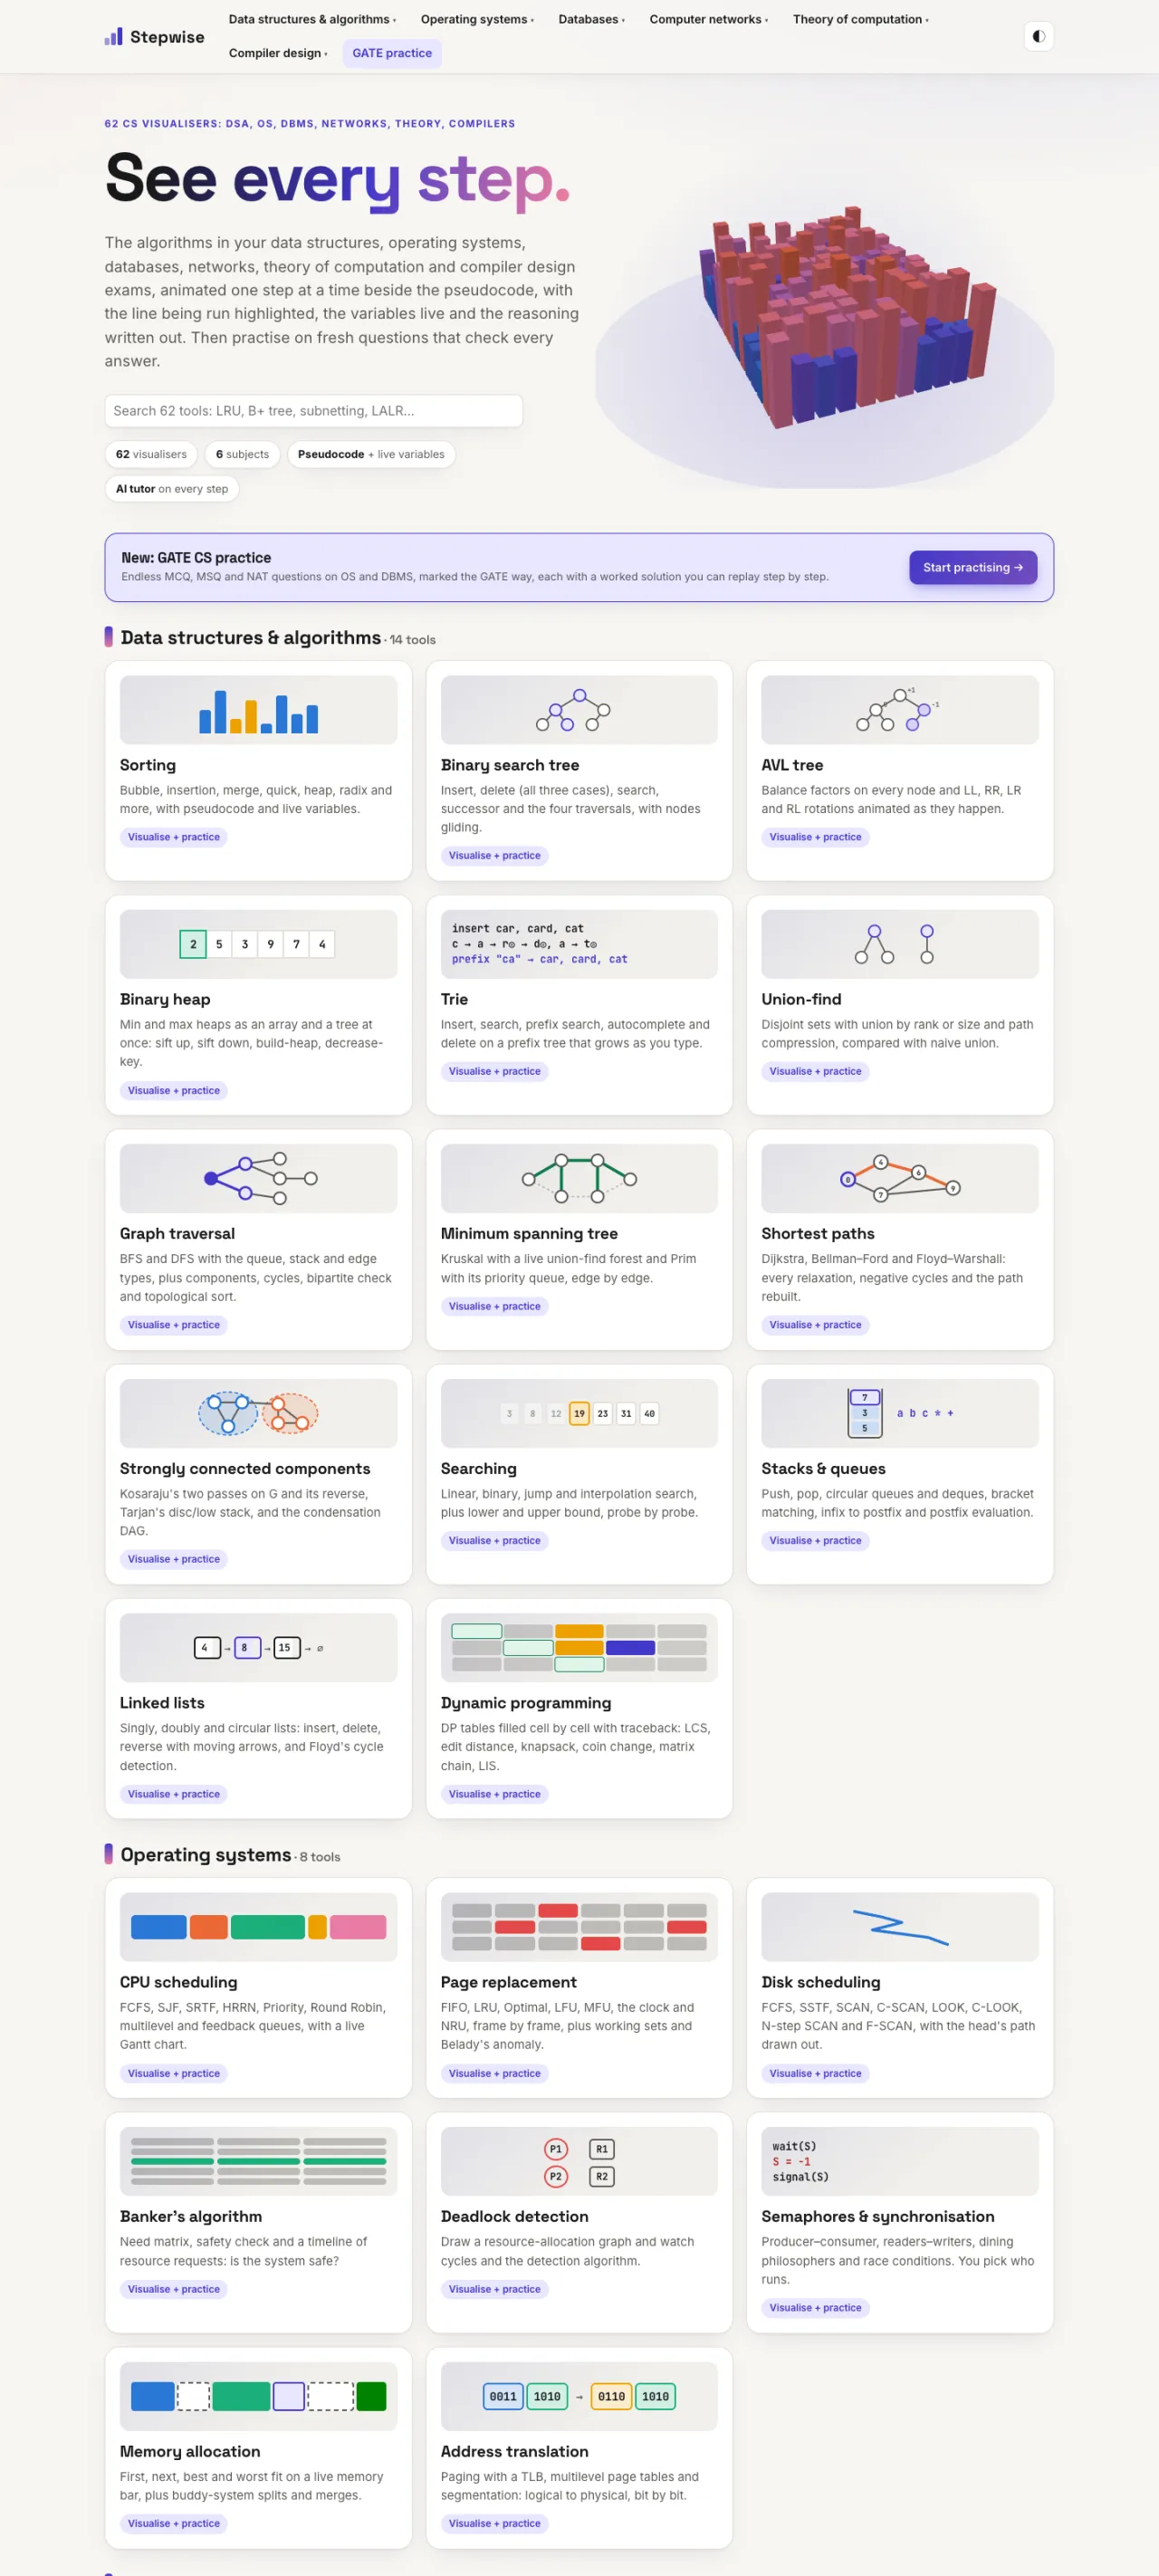 Stepwise
Data structures & algorithms
Operating systems
Databases
Computer networks
Theory of computation
Compiler design
GATE practice
62 CS VISUALISERS: DSA, OS, DBMS, NETWORKS, THEORY, COMPILERS
See every step.
The algorithms in your data structures, operating systems,
databases, networks, theory of computation and compiler design
exams, animated one step at a time beside the pseudocode, with
the line being run highlighted, the variables live and the reasoning
written out. Then practise on fresh questions that check every
answer.
Search 62 tools: LRU, B+ tree, subnetting, LALR...
62 visualisers
6 subjects
Pseudocode + live variables
AI tutor on every step
New: GATE CS practice
Endless MCQ, MSQ and NAT questions on OS and DBMS, marked the GATE way, each with a worked solution you can replay step by step.
Start practising →
Data structures & algorithms · 14 tools
Sorting
Bubble, insertion, merge, quick, heap, radix and
more, with pseudocode and live variables.
Visualise + practice
Binary search tree
Insert, delete (all three cases), search,
successor and the four traversals, with nodes
gliding.
Visualise + practice
+1
-1
AVL tree
Balance factors on every node and LL, RR, LR
and RL rotations animated as they happen.
Visualise + practice
2 5 3 9 7 4
Binary heap
Min and max heaps as an array and a tree at
once: sift up, sift down, build-heap, decrease-
key.
Visualise + practice
insert car, card, cat
c → a → r◎ → d◎, a → t◎
prefix "ca" → car, card, cat
Trie
Insert, search, prefix search, autocomplete and
delete on a prefix tree that grows as you type.
Visualise + practice
Union-find
Disjoint sets with union by rank or size and path
compression, compared with naive union.
Visualise + practice
Graph traversal
BFS and DFS with the queue, stack and edge
types, plus components, cycles, bipartite check
and topological sort.
Visualise + practice
Minimum spanning tree
Kruskal with a live union-find forest and Prim
with its priority queue, edge by edge.
Visualise + practice
0 4 7 6 9
Shortest paths
Dijkstra, Bellman–Ford and Floyd–Warshall:
every relaxation, negative cycles and the path
rebuilt.
Visualise + practice
Strongly connected components
Kosaraju's two passes on G and its reverse,
Tarjan's disc/low stack, and the condensation
DAG.
Visualise + practice
3 8 12 19 23 31 40
Searching
Linear, binary, jump and interpolation search,
plus lower and upper bound, probe by probe.
Visualise + practice
7
3
5
a b c * +
Stacks & queues
Push, pop, circular queues and deques, bracket
matching, infix to postfix and postfix evaluation.
Visualise + practice
4 → 8 → 15 → ∅
Linked lists
Singly, doubly and circular lists: insert, delete,
reverse with moving arrows, and Floyd's cycle
detection.
Visualise + practice
Dynamic programming
DP tables filled cell by cell with traceback: LCS,
edit distance, knapsack, coin change, matrix
chain, LIS.
Visualise + practice
Operating systems · 8 tools
CPU scheduling
FCFS, SJF, SRTF, HRRN, Priority, Round Robin,
multilevel and feedback queues, with a live
Gantt chart.
Visualise + practice
Page replacement
FIFO, LRU, Optimal, LFU, MFU, the clock and
NRU, frame by frame, plus working sets and
Belady's anomaly.
Visualise + practice
Disk scheduling
FCFS, SSTF, SCAN, C-SCAN, LOOK, C-LOOK,
N-step SCAN and F-SCAN, with the head's path
drawn out.
Visualise + practice
Banker's algorithm
Need matrix, safety check and a timeline of
resource requests: is the system safe?
Visualise + practice
P1 R1
P2 R2
Deadlock detection
Draw a resource-allocation graph and watch
cycles and the detection algorithm.
Visualise + practice
wait(S)
S = -1
signal(S)
Semaphores & synchronisation
Producer–consumer, readers–writers, dining
philosophers and race conditions. You pick who
runs.
Visualise + practice
Memory allocation
First, next, best and worst fit on a live memory
bar, plus buddy-system splits and merges.
Visualise + practice
0011 1010 → 0110 1010
Address translation
Paging with a TLB, multilevel page tables and
segmentation: logical to physical, bit by bit.
Visualise + practice